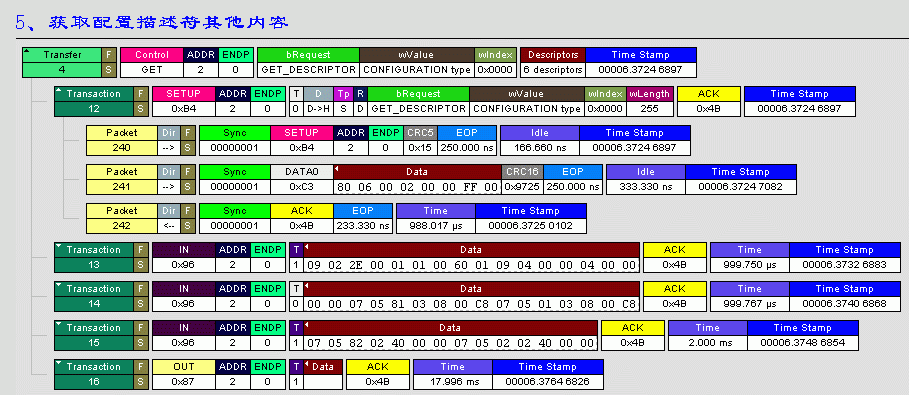 5、获取配置描述符其他内容
Transfer F Control ADDR ENDP bRequest wValue wIndex Descriptors Time Stamp
4 S GET 2 0 GET_DESCRIPTOR CONFIGURATION type 0x0000 6 descriptors 00006.3724 6897
Transaction F SETUP ADDR ENDP T D Tp R bRequest wValue wIndex wLength ACK Time Stamp
12 S 0xB4 2 0 0 D->H S D GET_DESCRIPTOR CONFIGURATION type 0x0000 255 0x4B 00006.3724 6897
Packet Dir F Sync SETUP ADDR ENDP CRC5 EOP Idle Time Stamp
240 --> S 00000001 0xB4 2 0 0x15 250.000 ns 166.660 ns 00006.3724 6897
Packet Dir F Sync DATA0 Data CRC16 EOP Idle Time Stamp
241 --> S 00000001 0xC3 80 06 00 02 00 00 FF 00 0x9725 250.000 ns 333.330 ns 00006.3724 7082
Packet Dir F Sync ACK EOP Time Time Stamp
242 <-- S 00000001 0x4B 233.330 ns 988.017 µs 00006.3725 0102
Transaction F IN ADDR ENDP T Data ACK Time Time Stamp
13 S 0x96 2 0 1 09 02 2E 00 01 01 00 60 01 09 04 00 00 04 00 00 0x4B 999.750 µs 00006.3732 6883
Transaction F IN ADDR ENDP T Data ACK Time Time Stamp
14 S 0x96 2 0 0 00 00 07 05 81 03 08 00 C8 07 05 01 03 08 00 C8 0x4B 999.767 µs 00006.3740 6868
Transaction F IN ADDR ENDP T Data ACK Time Time Stamp
15 S 0x96 2 0 1 07 05 82 02 40 00 00 07 05 02 02 40 00 00 0x4B 2.000 ms 00006.3748 6854
Transaction F OUT ADDR ENDP T Data ACK Time Time Stamp
16 S 0x87 2 0 1 0x4B 17.996 ms 00006.3764 6826